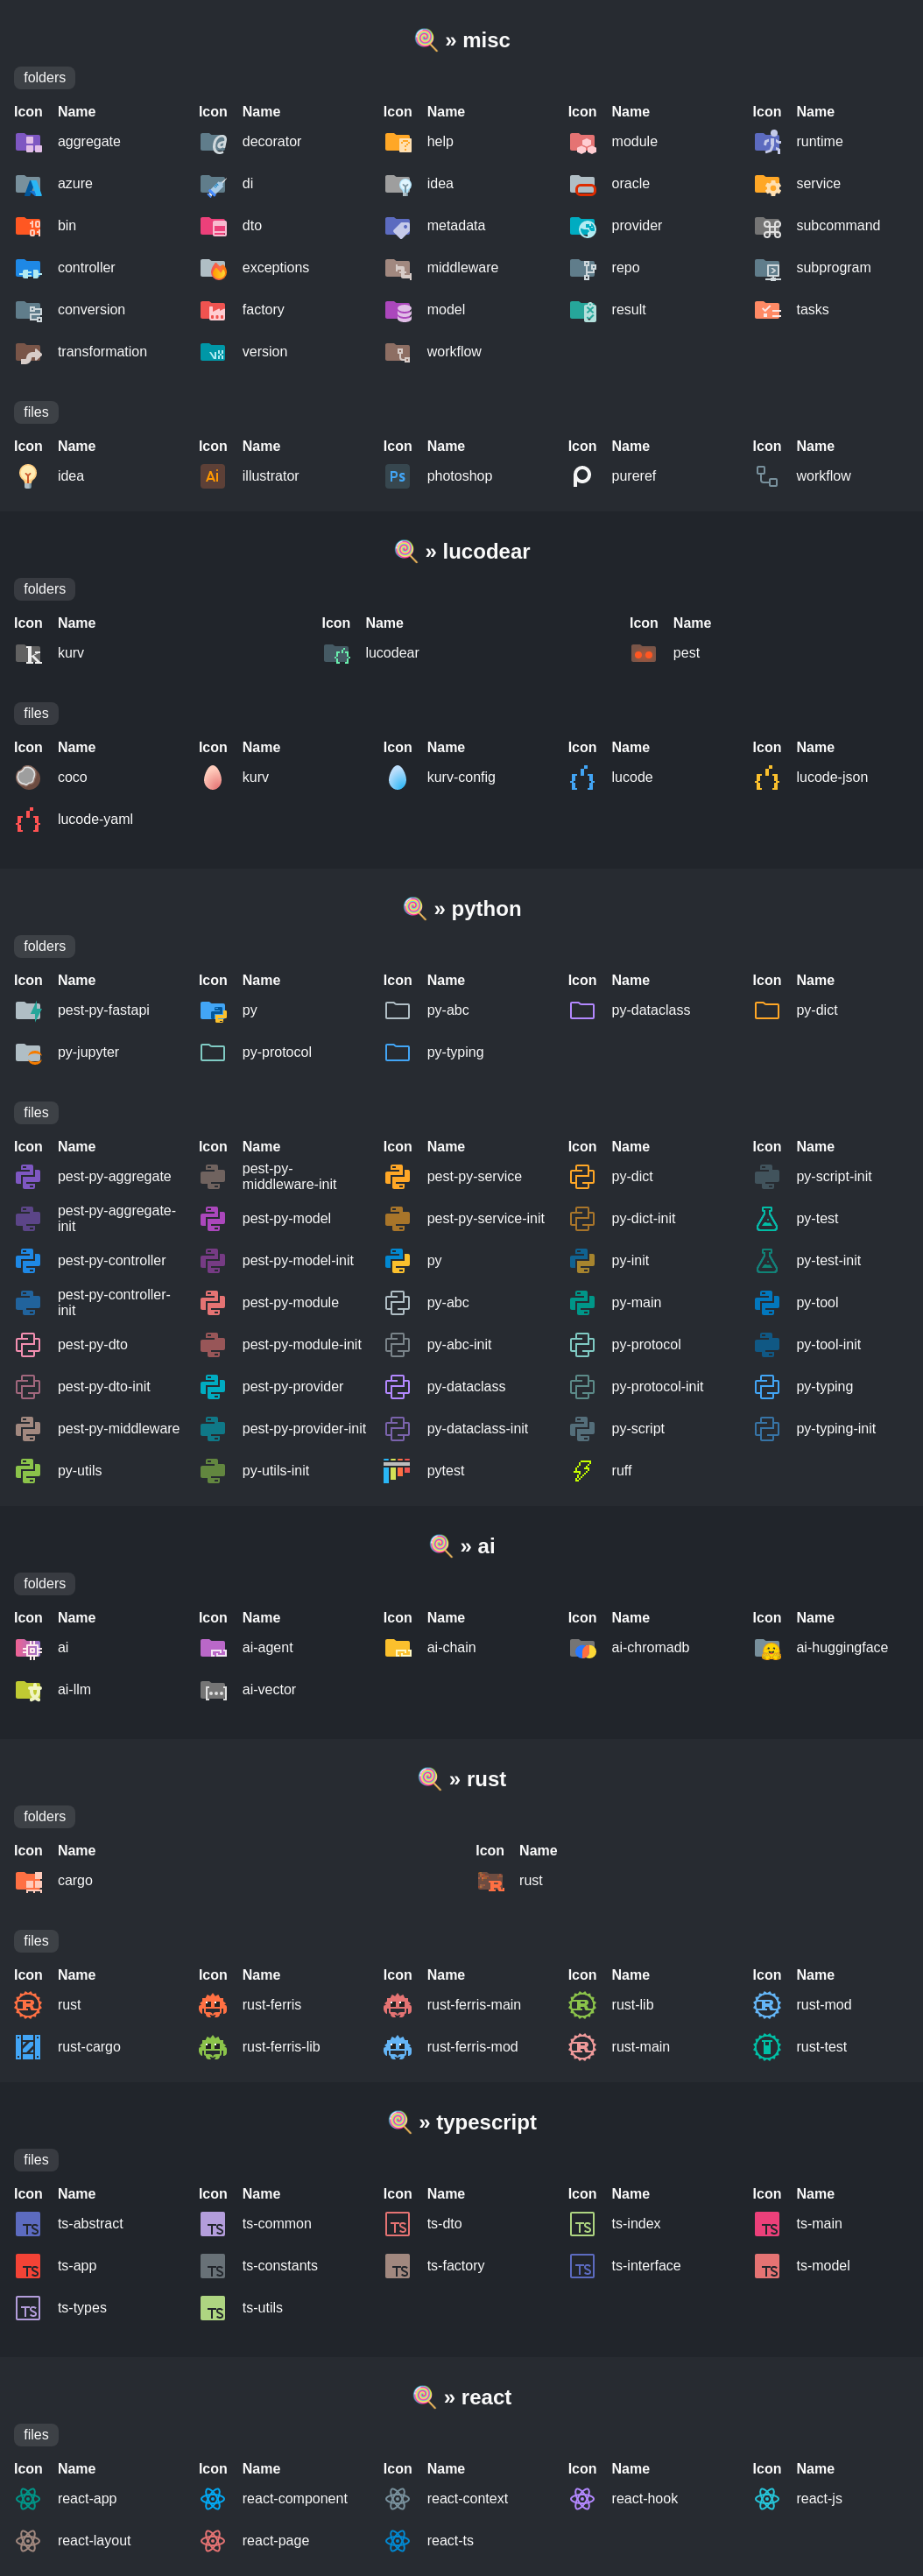 » misc
folders
Icon Name Icon Name Icon Name Icon Name Icon Name
aggregate decorator help module runtime
azure di idea oracle service
bin dto metadata provider subcommand
controller exceptions middleware repo subprogram
conversion factory model result tasks
transformation version workflow
files
Icon Name Icon Name Icon Name Icon Name Icon Name
idea illustrator photoshop pureref workflow
» lucodear
folders
Icon Name Icon Name Icon Name
kurv lucodear pest
files
Icon Name Icon Name Icon Name Icon Name Icon Name
coco kurv kurv-config lucode lucode-json
lucode-yaml
» python
folders
Icon Name Icon Name Icon Name Icon Name Icon Name
pest-py-fastapi py py-abc py-dataclass py-dict
py-jupyter py-protocol py-typing
files
Icon Name Icon Name Icon Name Icon Name Icon Name
pest-py-aggregate pest-py-middleware-init pest-py-service py-dict py-script-init
pest-py-aggregate-init pest-py-model pest-py-service-init py-dict-init py-test
pest-py-controller pest-py-model-init py py-init py-test-init
pest-py-controller-init pest-py-module py-abc py-main py-tool
pest-py-dto pest-py-module-init py-abc-init py-protocol py-tool-init
pest-py-dto-init pest-py-provider py-dataclass py-protocol-init py-typing
pest-py-middleware pest-py-provider-init py-dataclass-init py-script py-typing-init
py-utils py-utils-init pytest ruff
» ai
folders
Icon Name Icon Name Icon Name Icon Name Icon Name
ai ai-agent ai-chain ai-chromadb ai-huggingface
ai-llm ai-vector
» rust
folders
Icon Name Icon Name
cargo rust
files
Icon Name Icon Name Icon Name Icon Name Icon Name
rust rust-ferris rust-ferris-main rust-lib rust-mod
rust-cargo rust-ferris-lib rust-ferris-mod rust-main rust-test
» typescript
files
Icon Name Icon Name Icon Name Icon Name Icon Name
ts-abstract ts-common ts-dto ts-index ts-main
ts-app ts-constants ts-factory ts-interface ts-model
ts-types ts-utils
» react
files
Icon Name Icon Name Icon Name Icon Name Icon Name
react-app react-component react-context react-hook react-js
react-layout react-page react-ts